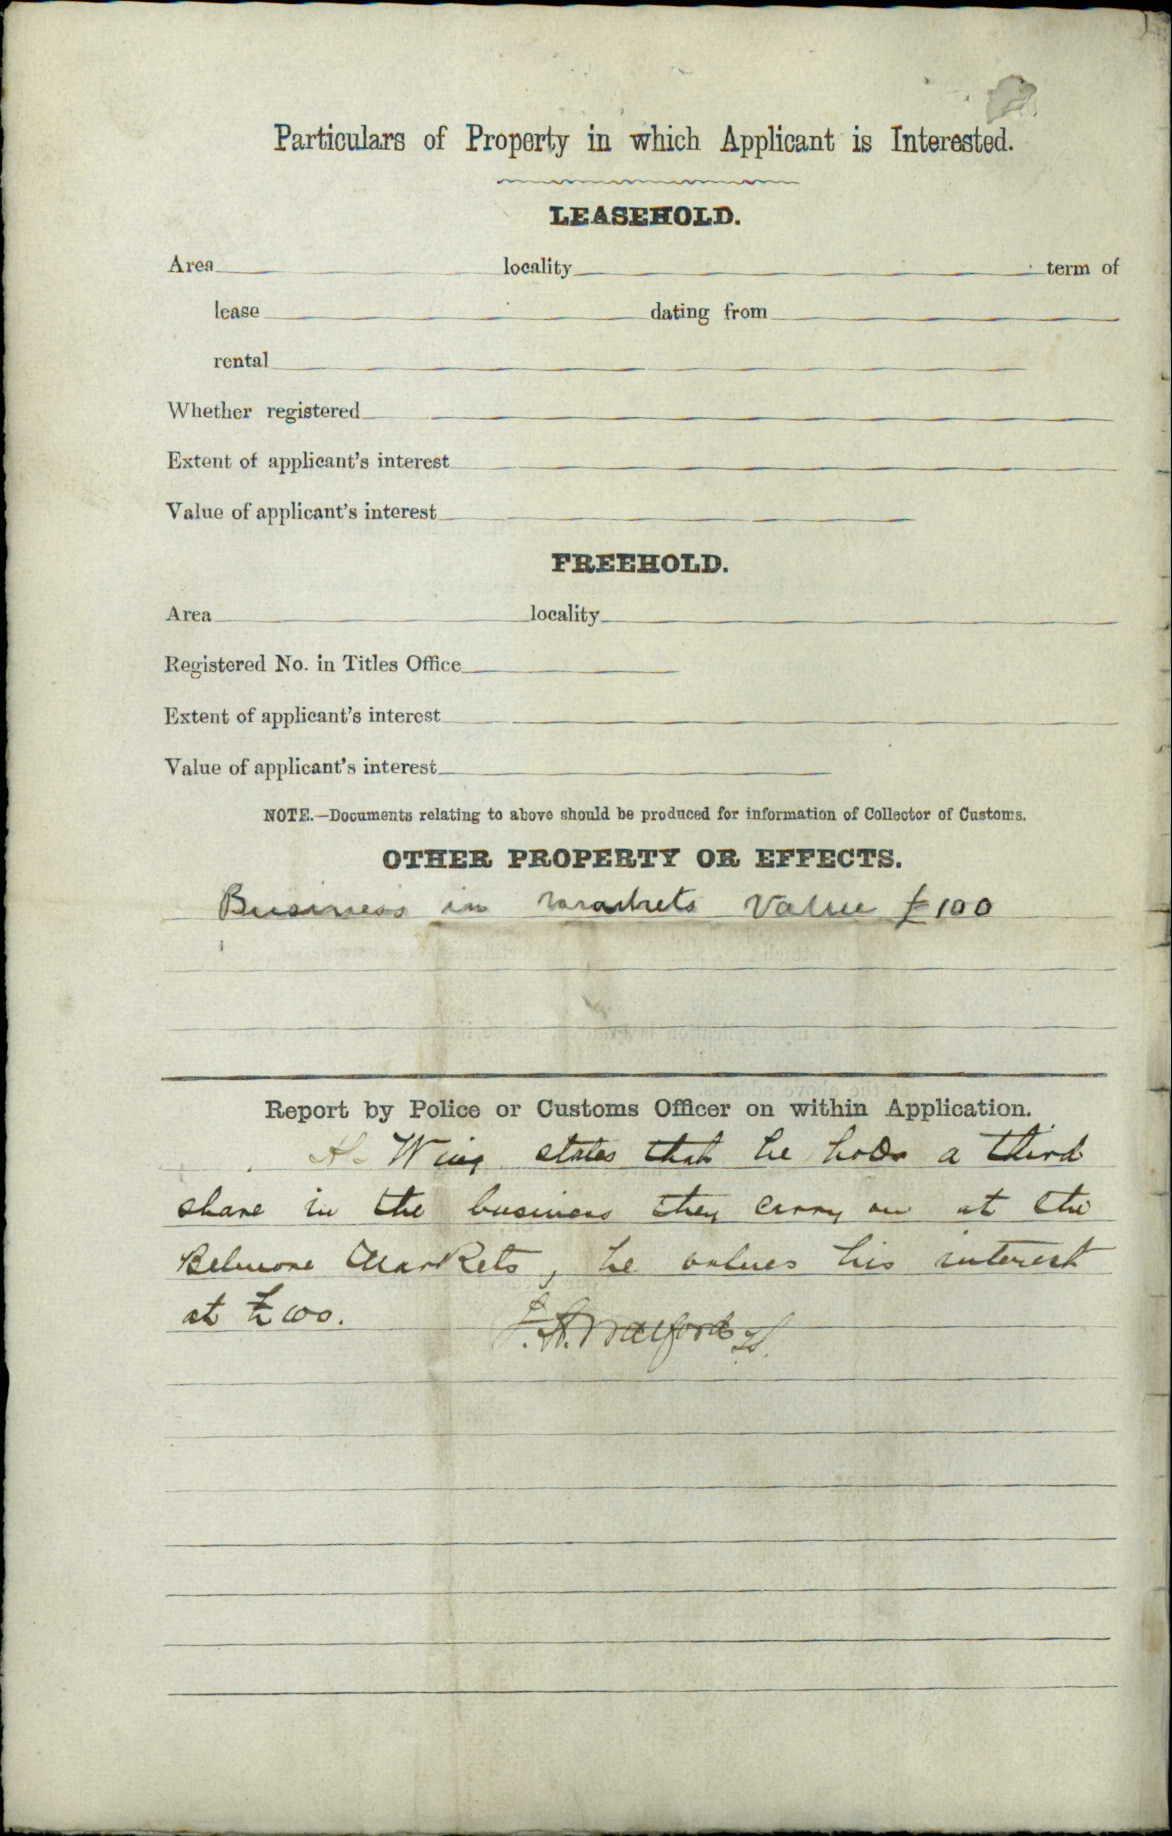 Particulars of Property in which Applicant is Interested.
LEASEHOLD.
Area locality term of
lease dating from
rental
Whether registered
Extent of applicant's interest
Value of applicant's interest
FREEHOLD.
Area locality
Registered No. in Titles Office
Extent of applicant's interest
Value of applicant's interest
NOTE.—Documents relating to above should be produced for information of Collector of Customs.
OTHER PROPERTY OR EFFECTS.
Business in Markets Value £100
Report by Police or Customs Officer on within Application.
Wing states that he holds a third
share in the business they carry on at the
Belmore Markets, he values his interest
at £100.